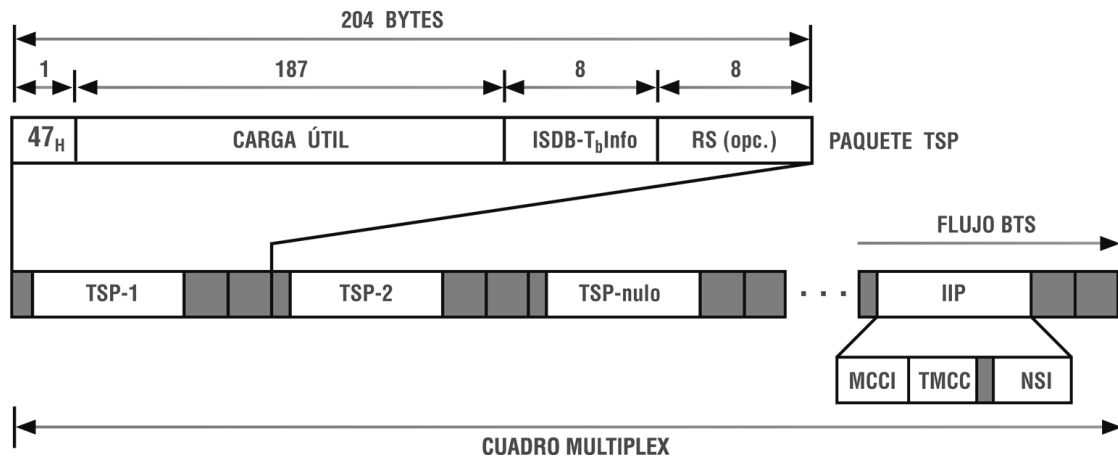 204 BYTES
1 187 8 8
47H CARGA ÚTIL ISDB-TbInfo RS (opc.) PAQUETE TSP
FLUJO BTS
TSP-1 TSP-2 TSP-nulo . . . IIP
MCCI TMCC NSI
CUADRO MULTIPLEX